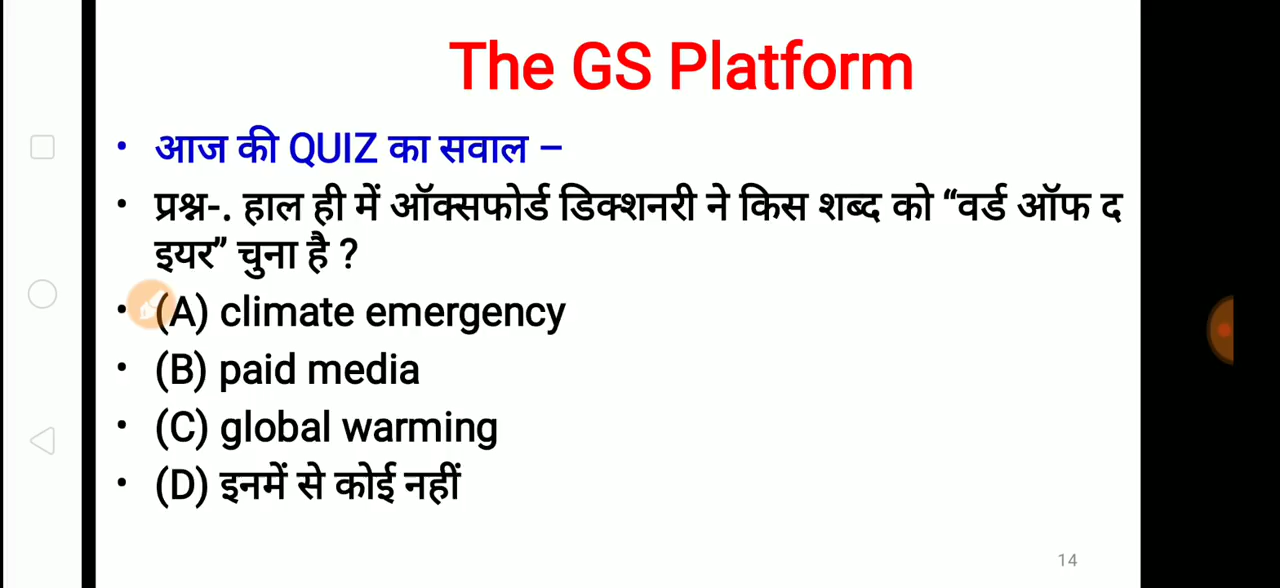 The GS Platform
• आज की QUIZ का सवाल –
• प्रश्न-. हाल ही में ऑक्सफोर्ड डिक्शनरी ने किस शब्द को “वर्ड ऑफ द
इयर” चुना है ?
• (A) climate emergency
• (B) paid media
• (C) global warming
• (D) इनमें से कोई नहीं
14